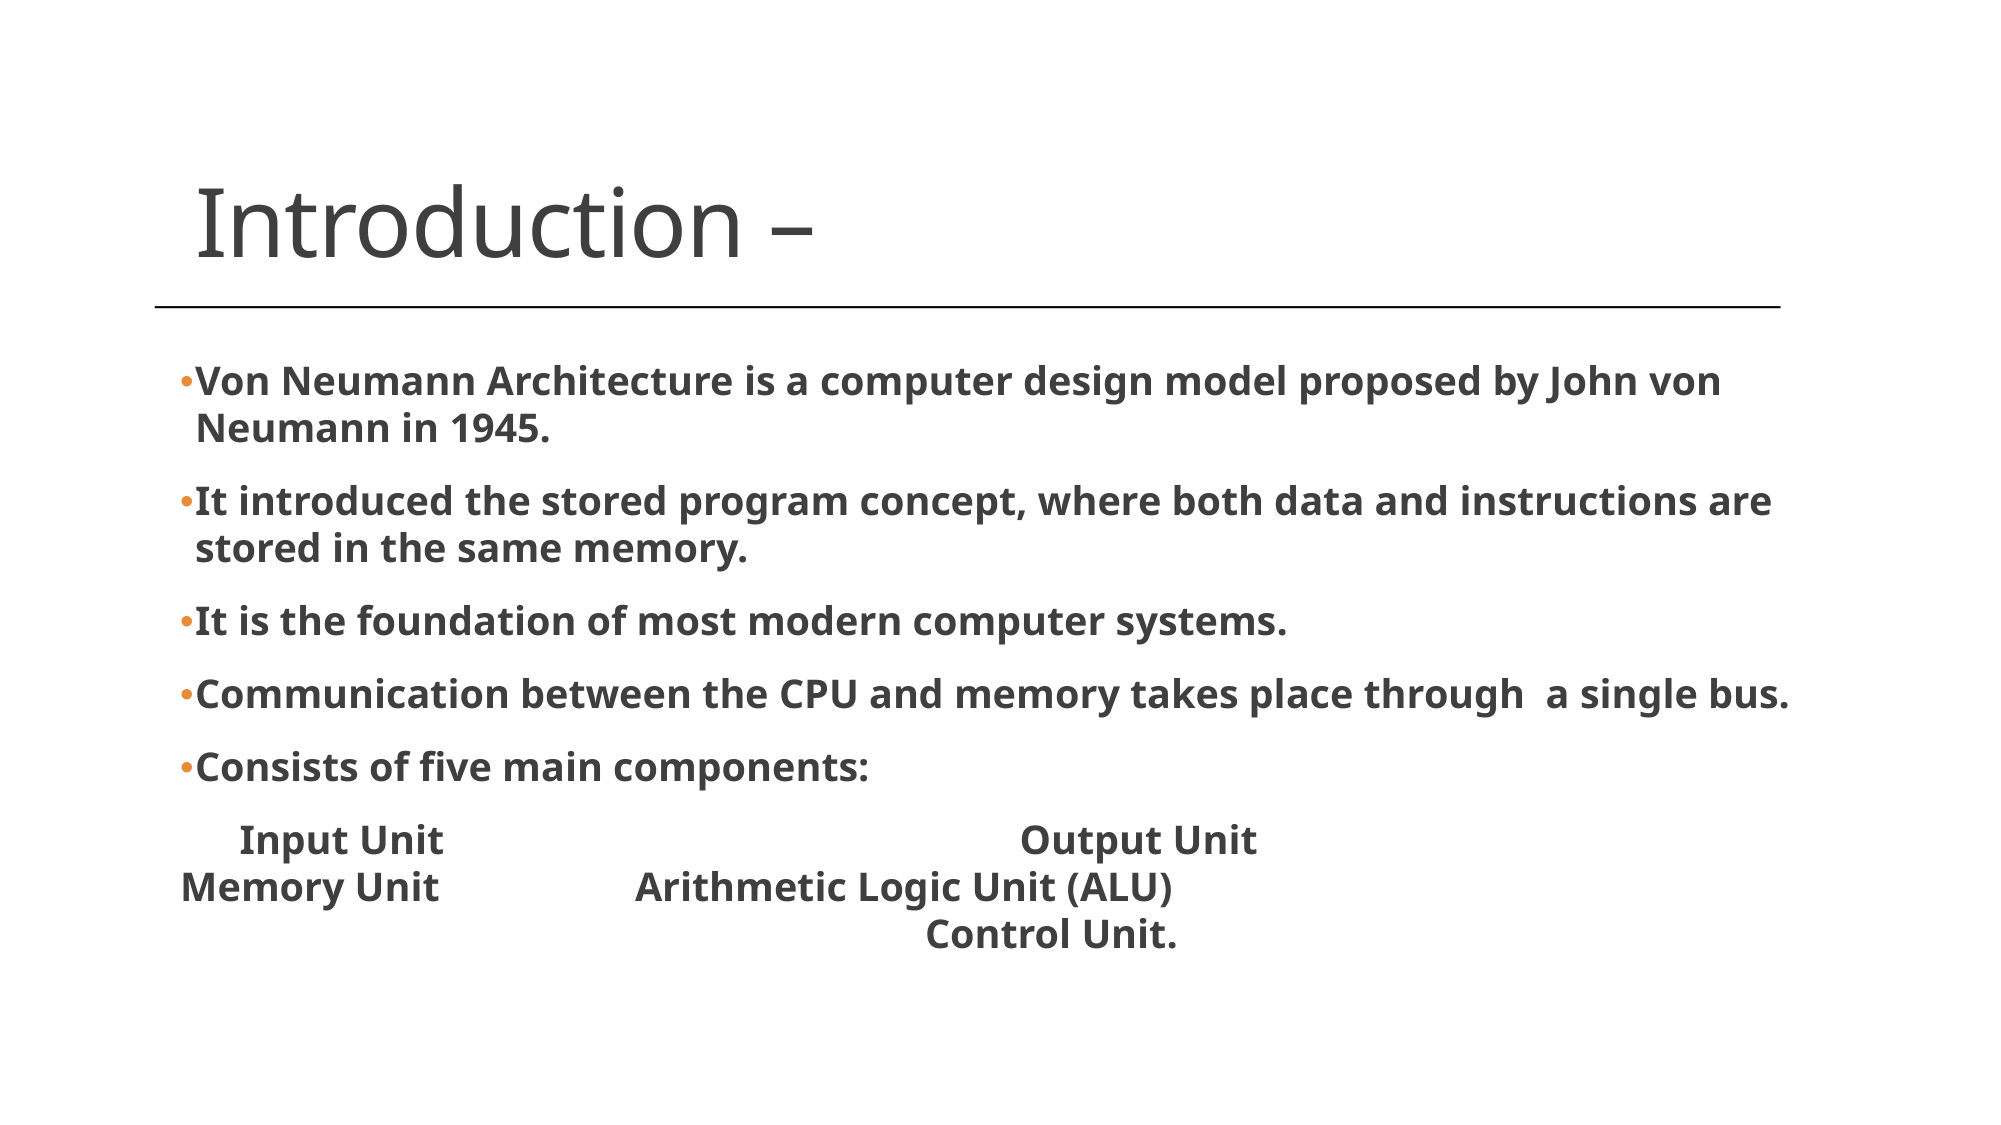 Introduction –
•Von Neumann Architecture is a computer design model proposed by John von
Neumann in 1945.
•It introduced the stored program concept, where both data and instructions are
stored in the same memory.
•It is the foundation of most modern computer systems.
•Communication between the CPU and memory takes place through  a single bus.
•Consists of five main components:
Input Unit Output Unit
Memory Unit Arithmetic Logic Unit (ALU)
Control Unit.